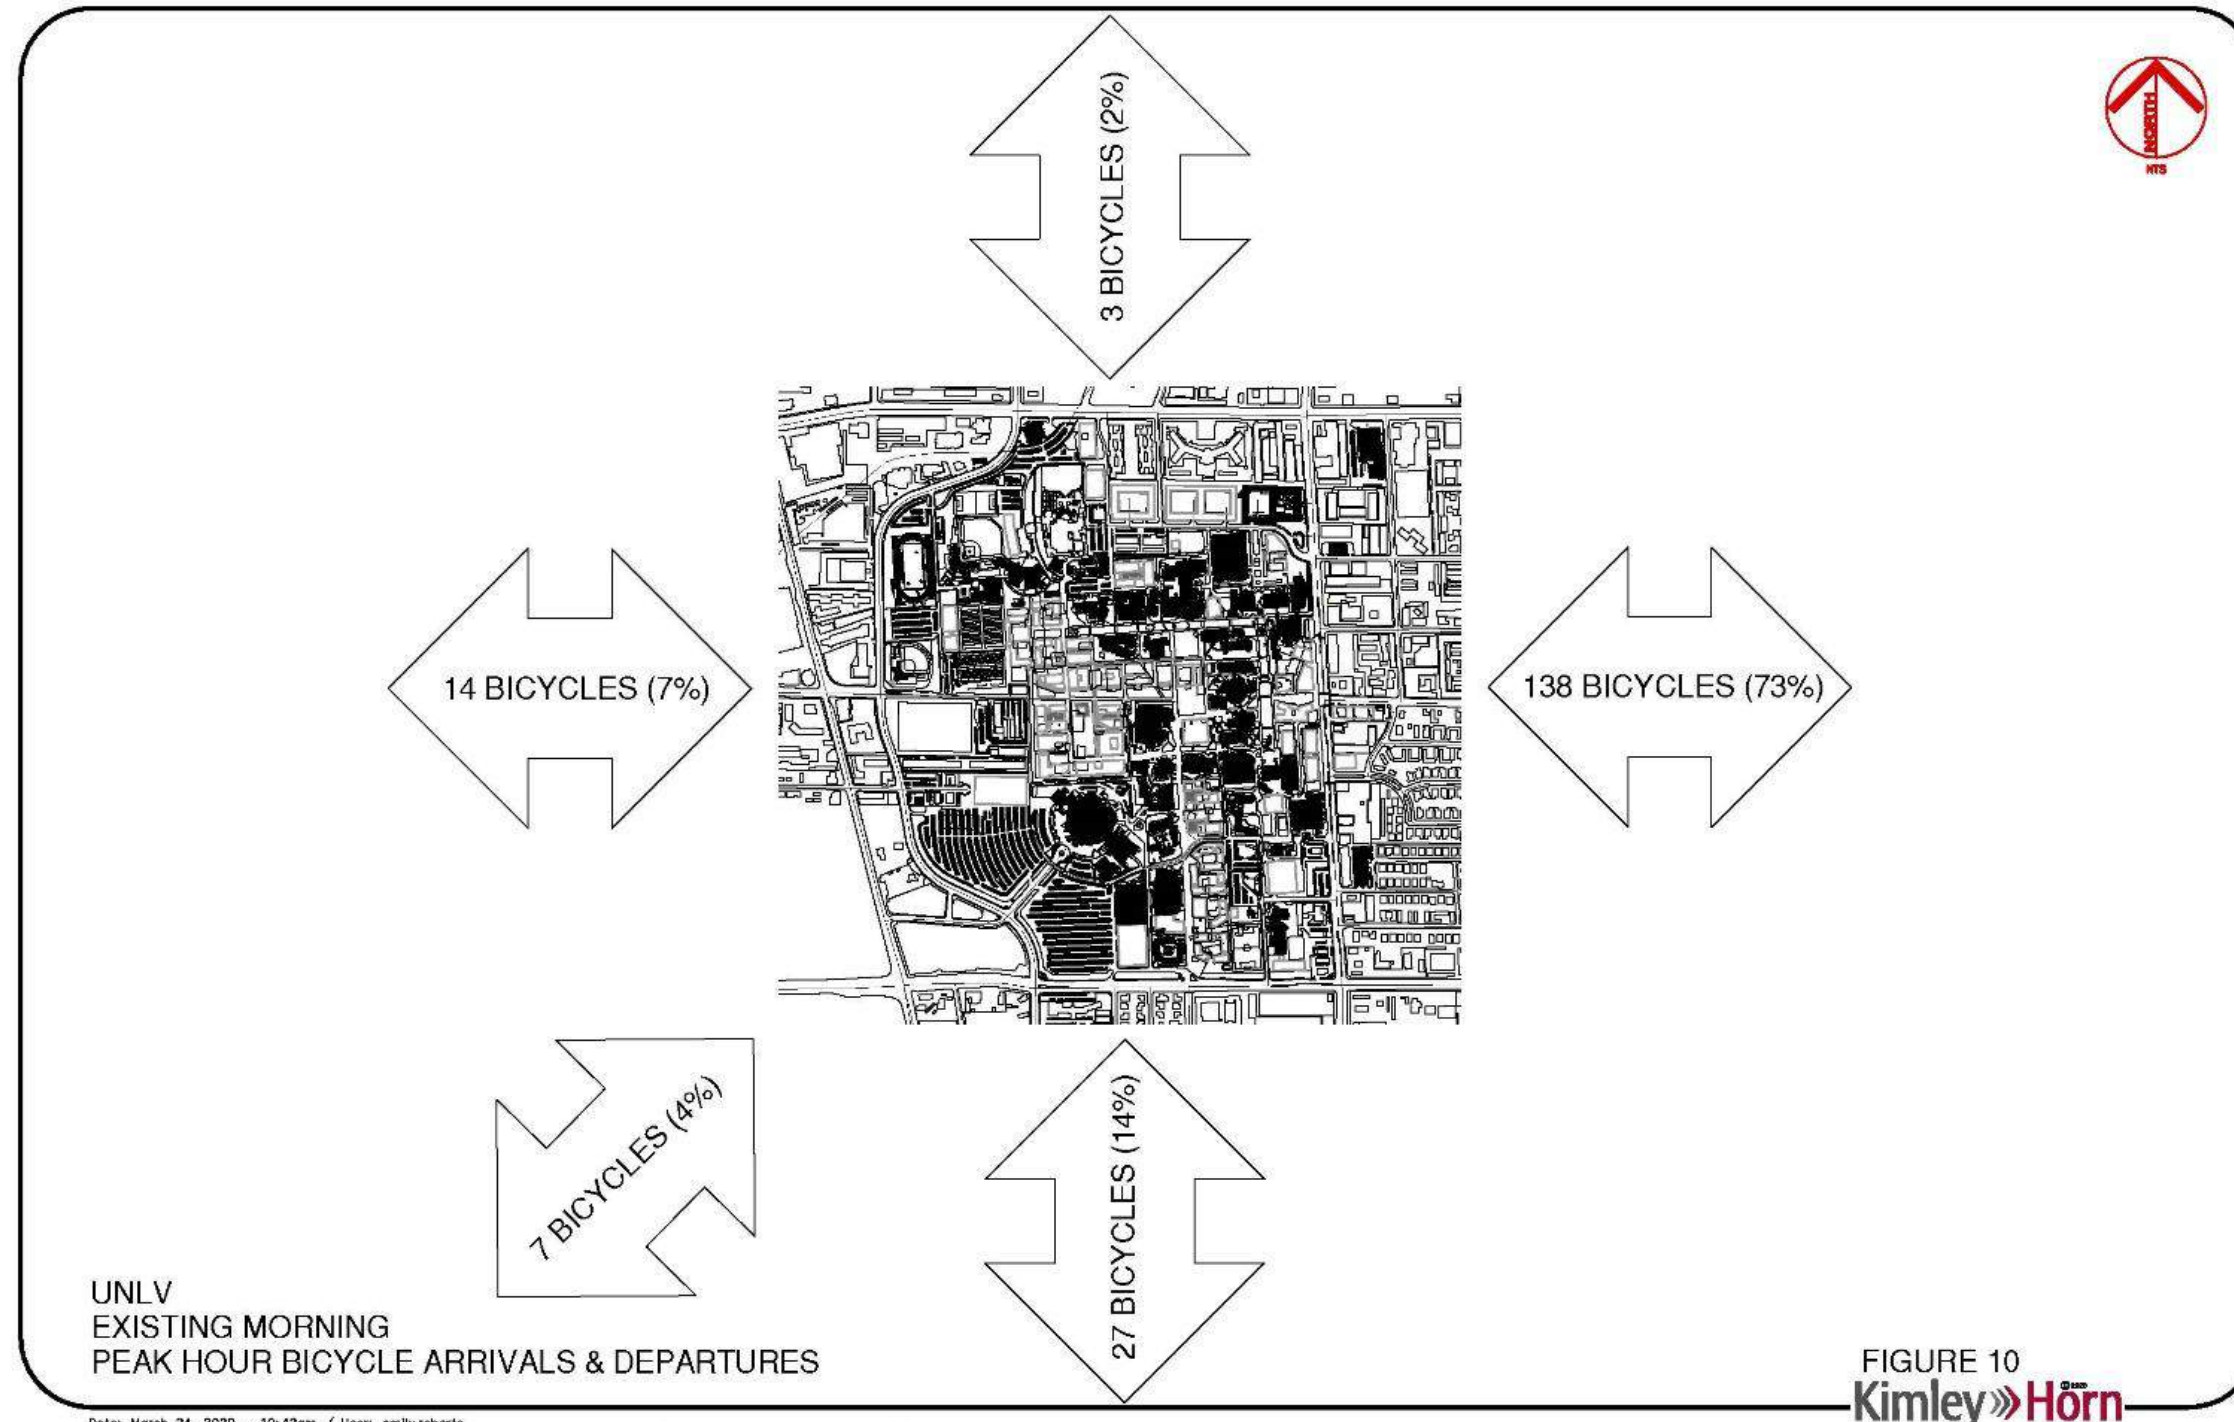 3 BICYCLES (2%)
NORTH
NTS
14 BICYCLES (7%)
138 BICYCLES (73%)
7 BICYCLES (4%)
27 BICYCLES (14%)
UNLV
EXISTING MORNING
PEAK HOUR BICYCLE ARRIVALS & DEPARTURES
FIGURE 10
Kimley»Horn